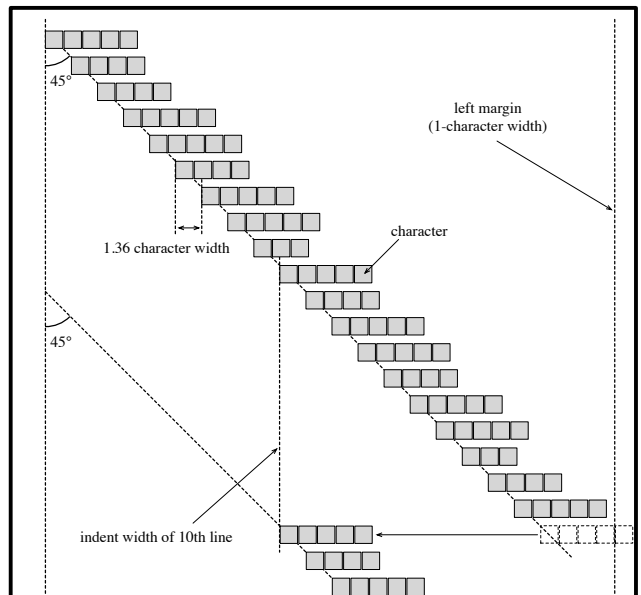 45°
left margin
(1-character width)
1.36 character width
character
45°
indent width of 10th line